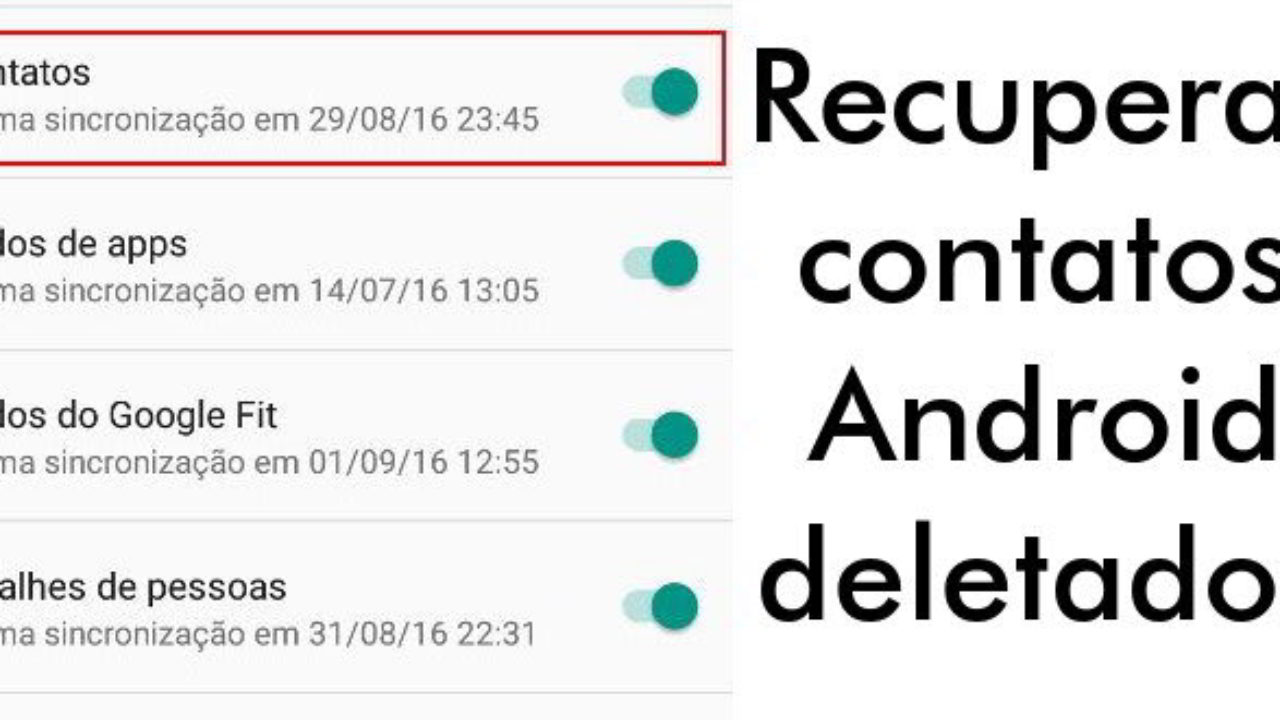 ntatos
ma sincronização em 29/08/16 23:45
dos de apps
ma sincronização em 14/07/16 13:05
dos do Google Fit
ma sincronização em 01/09/16 12:55
alhes de pessoas
ma sincronização em 31/08/16 22:31
Recupera
contatos
Android
deletado